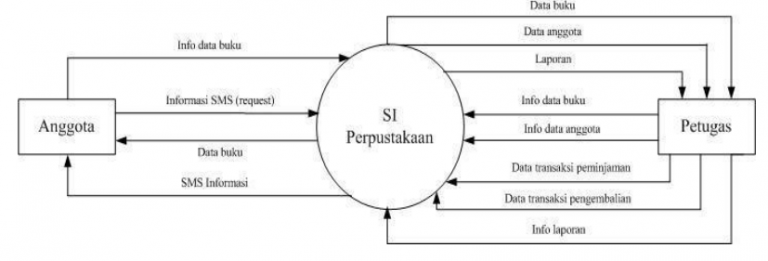 Data buku
Data anggota
Laporan
Info data buku
Informasi SMS (request)
Data buku
SMS Informasi
Anggota
SI
Perpustakaan
Info data buku
Info data anggota
Data transaksi peminjaman
Data transaksi pengembalian
Info laporan
Petugas